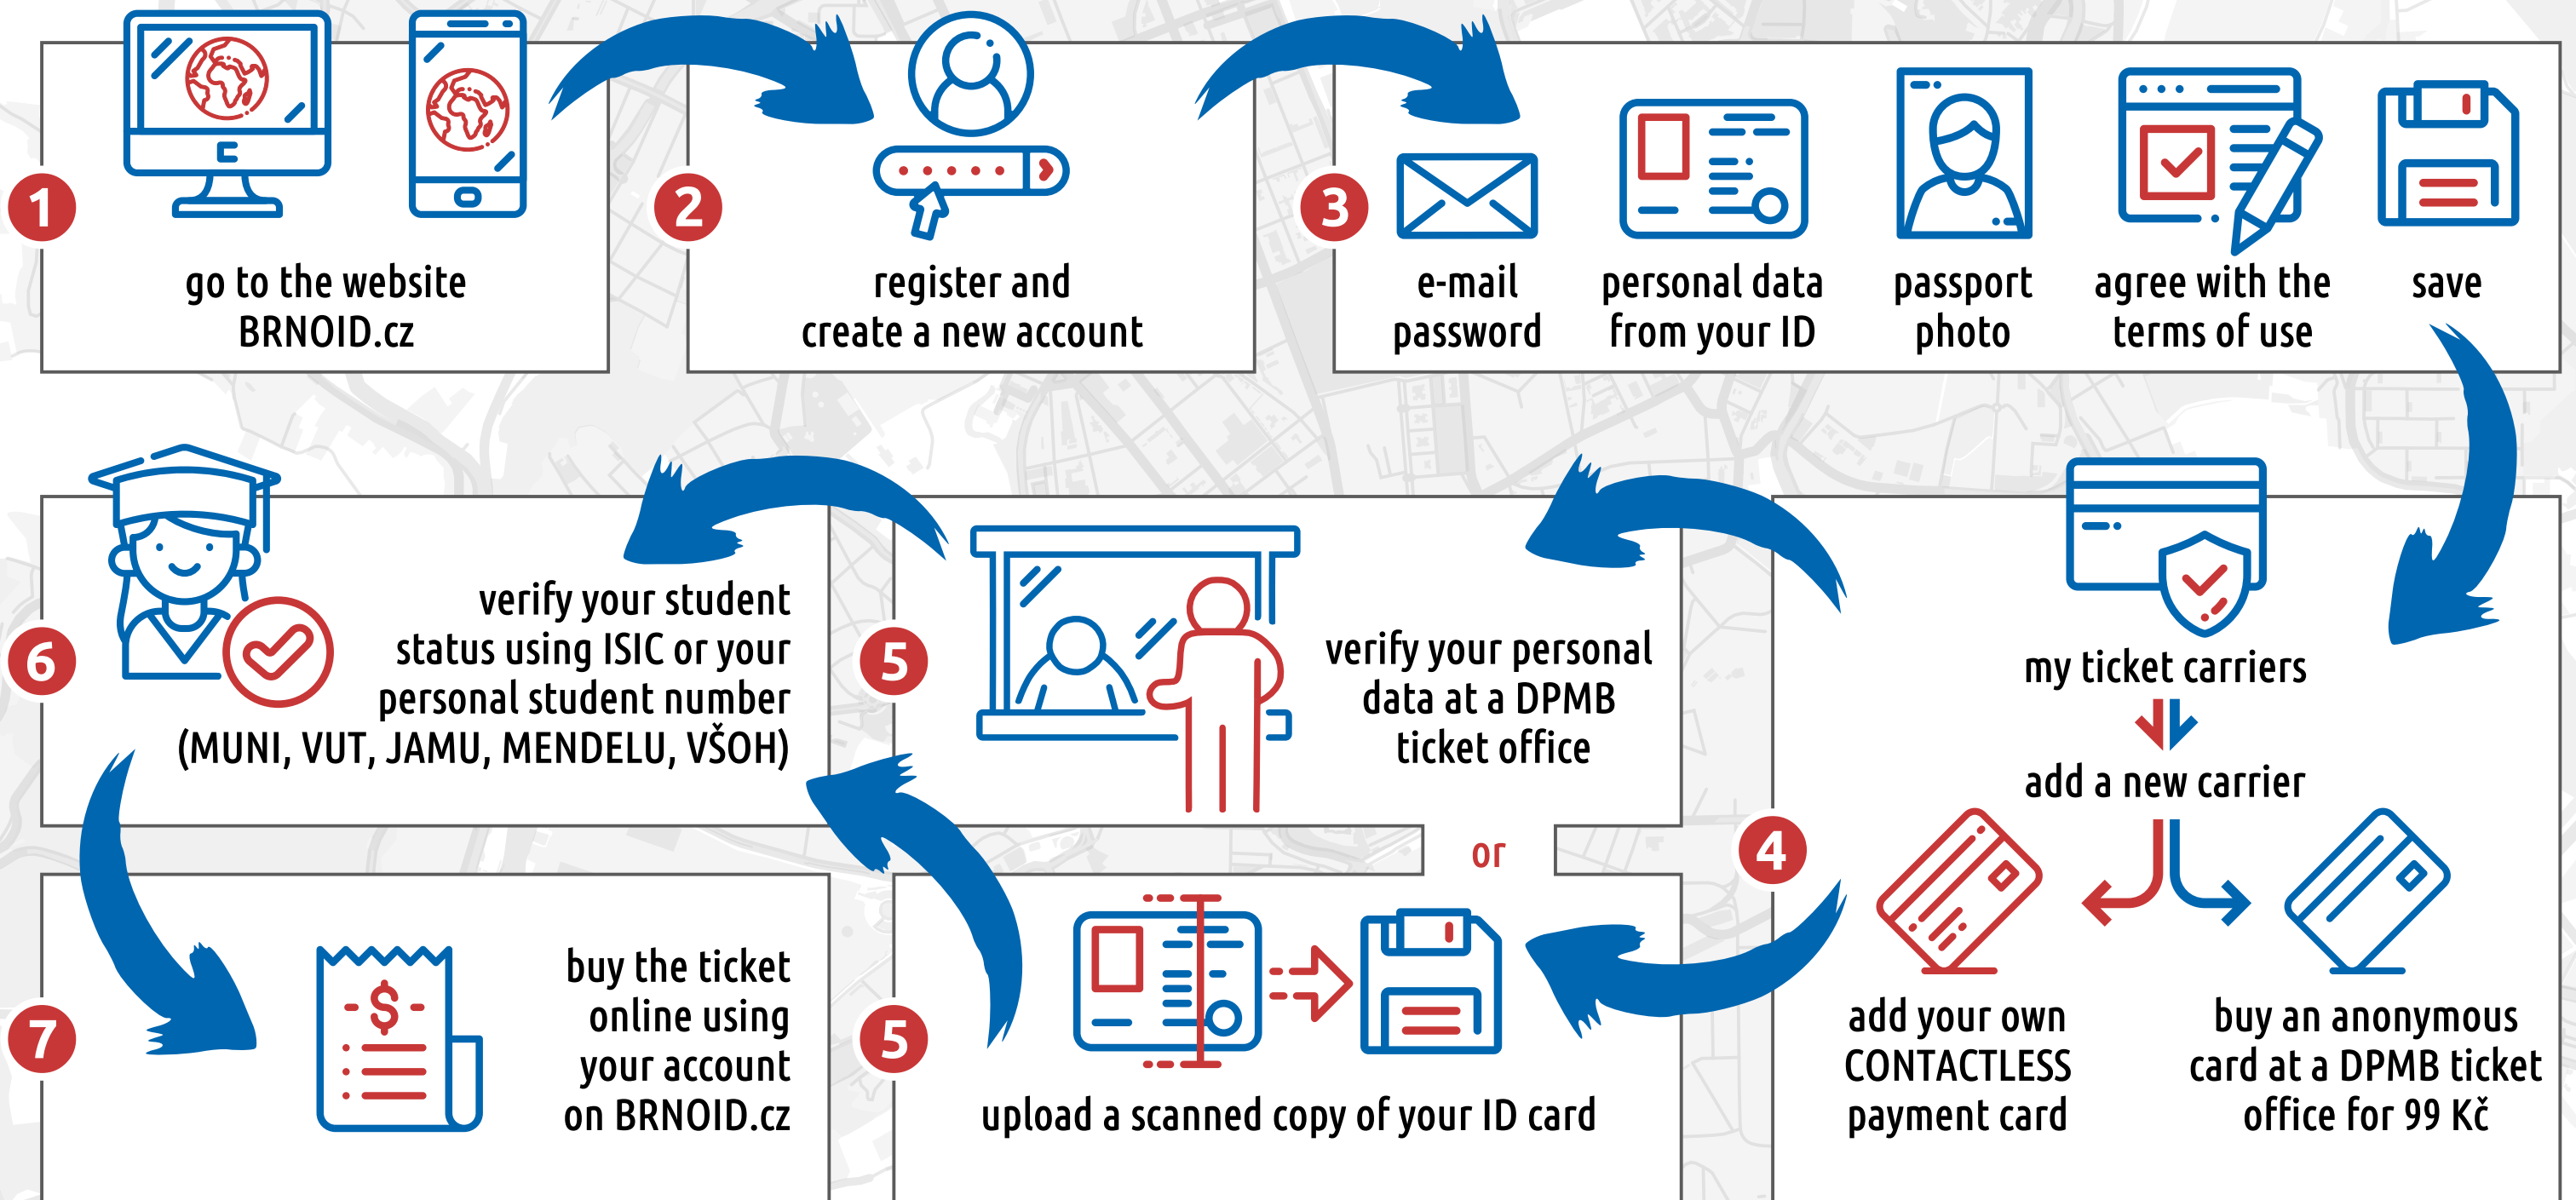 1
go to the website
BRNOID.cz
2
register and
create a new account
3
e-mail
password
personal data
from your ID
passport
photo
agree with the
terms of use
save
4
my ticket carriers
add a new carrier
add your own
CONTACTLESS
payment card
buy an anonymous
card at a DPMB ticket
office for 99 Kč
5
verify your personal
data at a DPMB
ticket office
or
5
upload a scanned copy of your ID card
6
verify your student
status using ISIC or your
personal student number
(MUNI, VUT, JAMU, MENDELU, VŠOH)
7
$
buy the ticket
online using
your account
on BRNOID.cz